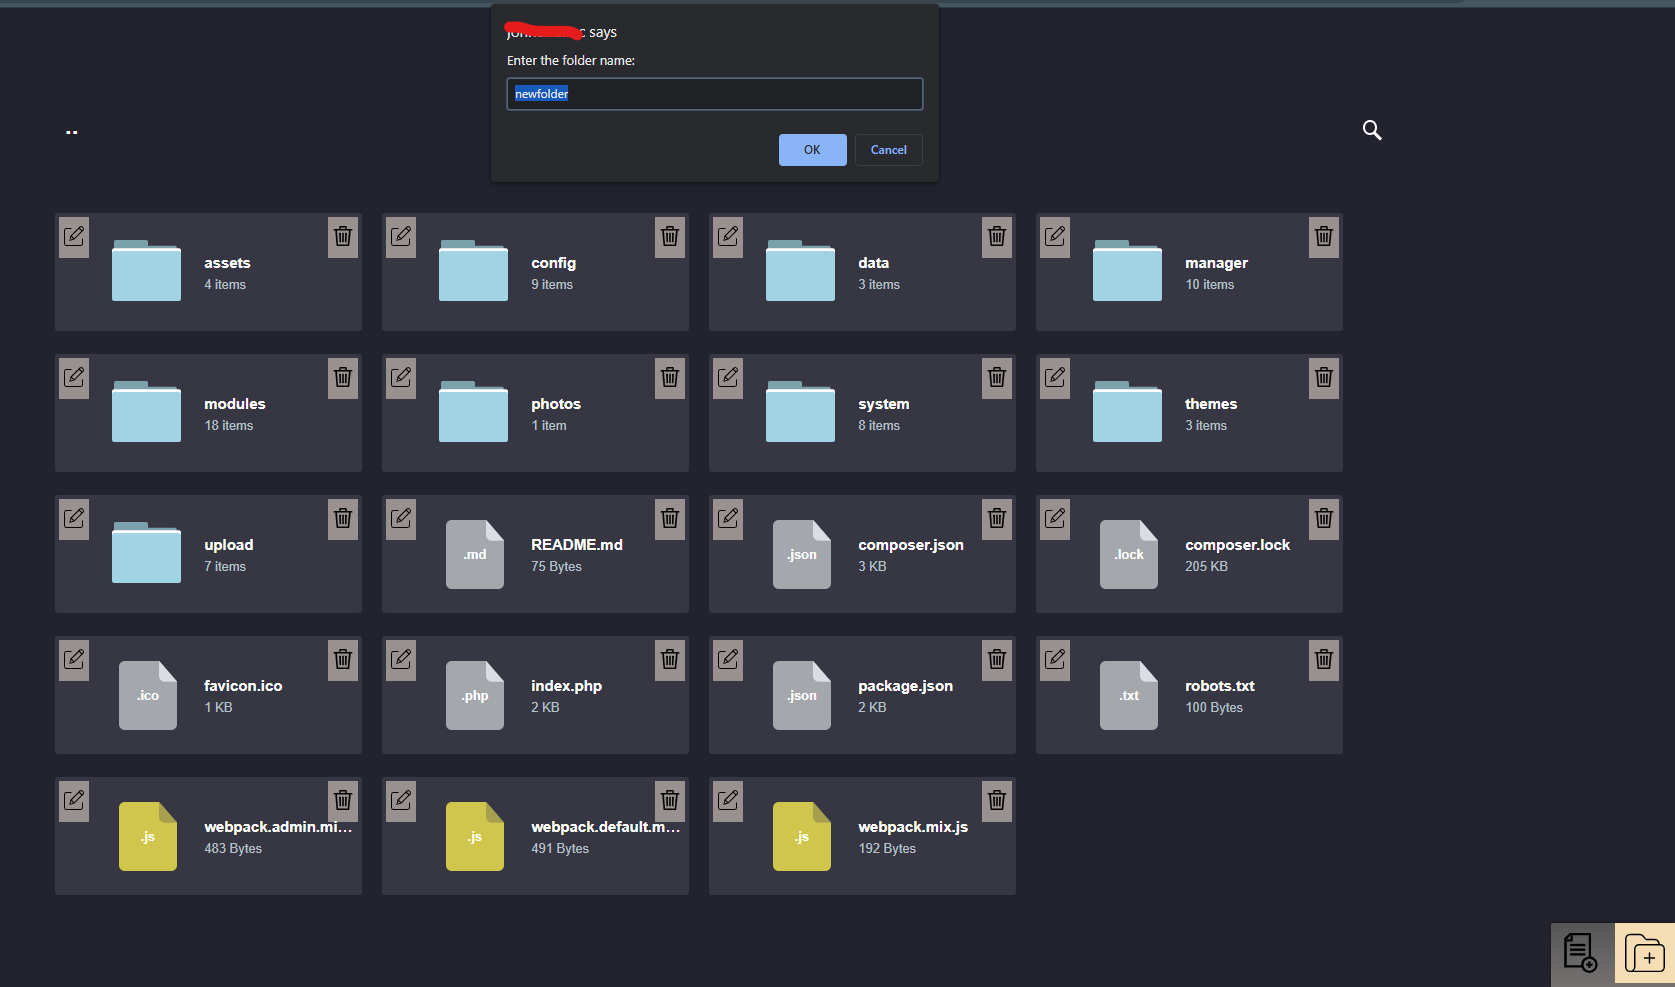 says
Enter the folder name:
newfolder
OK Cancel
..
assets
4 items
config
9 items
data
3 items
manager
10 items
modules
18 items
photos
1 item
system
8 items
themes
3 items
upload
7 items
.md
README.md
75 Bytes
.json
composer.json
3 KB
.lock
composer.lock
205 KB
.ico
favicon.ico
1 KB
.php
index.php
2 KB
.json
package.json
2 KB
.txt
robots.txt
100 Bytes
.js
webpack.admin.mi...
483 Bytes
.js
webpack.default.m...
491 Bytes
.js
webpack.mix.js
192 Bytes